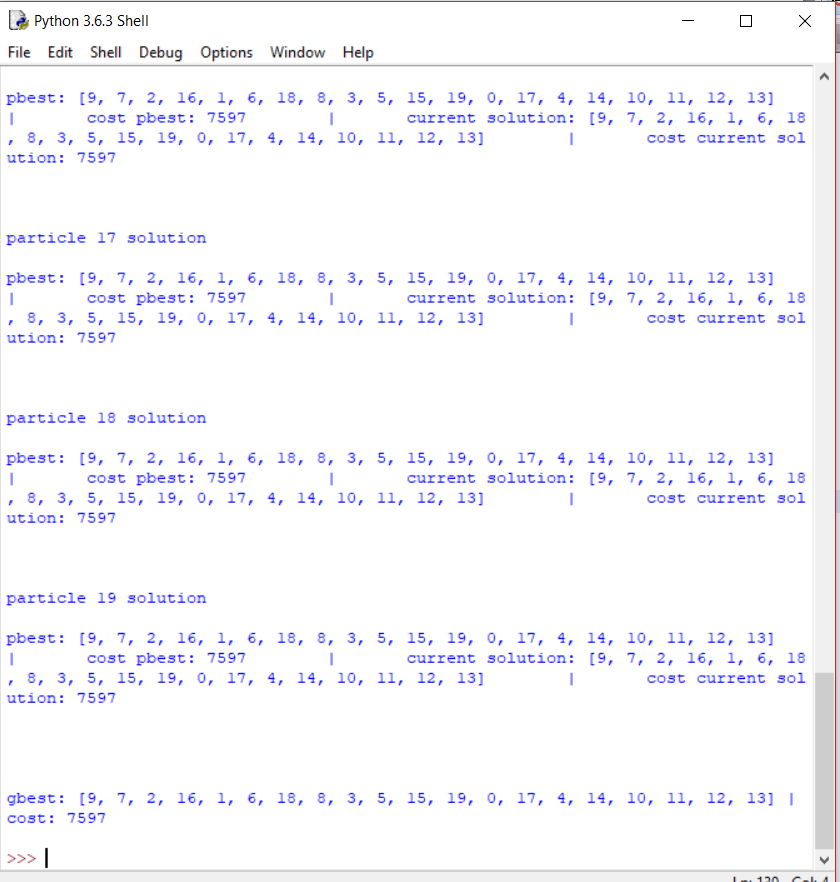 Python 3.6.3 Shell
File Edit Shell Debug Options Window Help
pbest: [9, 7, 2, 16, 1, 6, 18, 8, 3, 5, 15, 19, 0, 17, 4, 14, 10, 11, 12, 13]
| cost pbest: 7597 | current solution: [9, 7, 2, 16, 1, 6, 18
, 8, 3, 5, 15, 19, 0, 17, 4, 14, 10, 11, 12, 13] | cost current sol
ution: 7597
particle 17 solution
pbest: [9, 7, 2, 16, 1, 6, 18, 8, 3, 5, 15, 19, 0, 17, 4, 14, 10, 11, 12, 13]
| cost pbest: 7597 | current solution: [9, 7, 2, 16, 1, 6, 18
, 8, 3, 5, 15, 19, 0, 17, 4, 14, 10, 11, 12, 13] | cost current sol
ution: 7597
particle 18 solution
pbest: [9, 7, 2, 16, 1, 6, 18, 8, 3, 5, 15, 19, 0, 17, 4, 14, 10, 11, 12, 13]
| cost pbest: 7597 | current solution: [9, 7, 2, 16, 1, 6, 18
, 8, 3, 5, 15, 19, 0, 17, 4, 14, 10, 11, 12, 13] | cost current sol
ution: 7597
particle 19 solution
pbest: [9, 7, 2, 16, 1, 6, 18, 8, 3, 5, 15, 19, 0, 17, 4, 14, 10, 11, 12, 13]
| cost pbest: 7597 | current solution: [9, 7, 2, 16, 1, 6, 18
, 8, 3, 5, 15, 19, 0, 17, 4, 14, 10, 11, 12, 13] | cost current sol
ution: 7597
gbest: [9, 7, 2, 16, 1, 6, 18, 8, 3, 5, 15, 19, 0, 17, 4, 14, 10, 11, 12, 13] |
cost: 7597
>>>